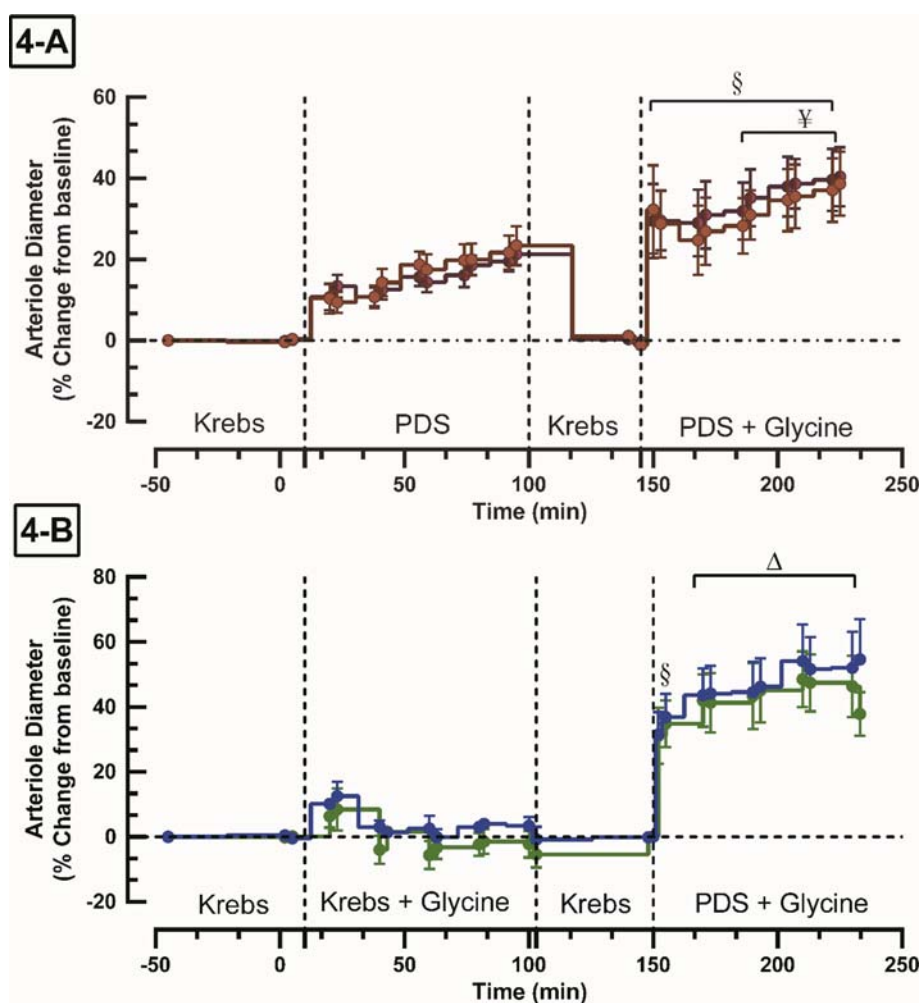 4-A
Arteriole Diameter
(% Change from baseline)
60
40
20
0
-20
§
¥
Krebs
PDS
Krebs
PDS + Glycine
-50
0
50
100
150
200
250
Time (min)
4-B
Arteriole Diameter
(% Change from baseline)
80
60
40
20
0
-20
Δ
§
Krebs
Krebs + Glycine
Krebs
PDS + Glycine
-50
0
50
100
150
200
250
Time (min)